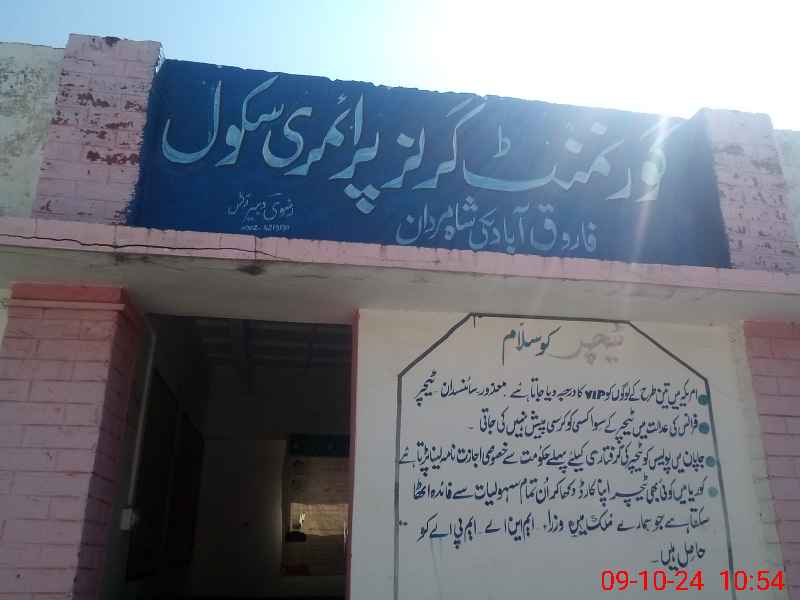 گورنمنٹ گرلز پرائمری سکول
فاروق آباد بکی شاہ مردان
رضوی
ٹیچر کو سلام
امریکہ میں تین طرح کے لوگوں کو VIP کا درجہ دیا جاتا ہے ۔ معذور سائنسدان ٹیچر
فرانس کی عدالت میں ٹیچر کے سوا کسی کو کرسی پیش نہیں کی جاتی ۔
جاپان میں پولیس کو ٹیچر کی گرفتاری کیلئے پہلے حکومت سے خصوصی اجازت نامہ لینا پڑتا ہے
کوریا میں کوئی بھی ٹیچر اپنا کارڈ دکھا کر ان تمام سہولیات سے فائدہ اٹھا
سکتا ہے جو ہمارے ملک میں وزراء ایم این اے ایم پی اے کو
حاصل ہیں ۔
09-10-24 10:54